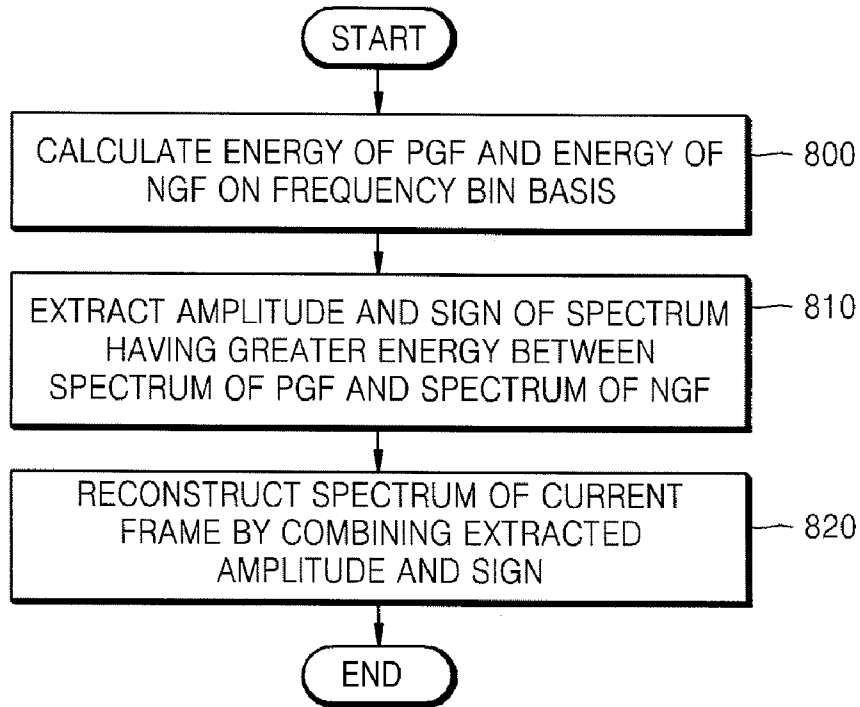 START
CALCULATE ENERGY OF PGF AND ENERGY OF
NGF ON FREQUENCY BIN BASIS
800
EXTRACT AMPLITUDE AND SIGN OF SPECTRUM
HAVING GREATER ENERGY BETWEEN
SPECTRUM OF PGF AND SPECTRUM OF NGF
810
RECONSTRUCT SPECTRUM OF CURRENT
FRAME BY COMBINING EXTRACTED
AMPLITUDE AND SIGN
820
END